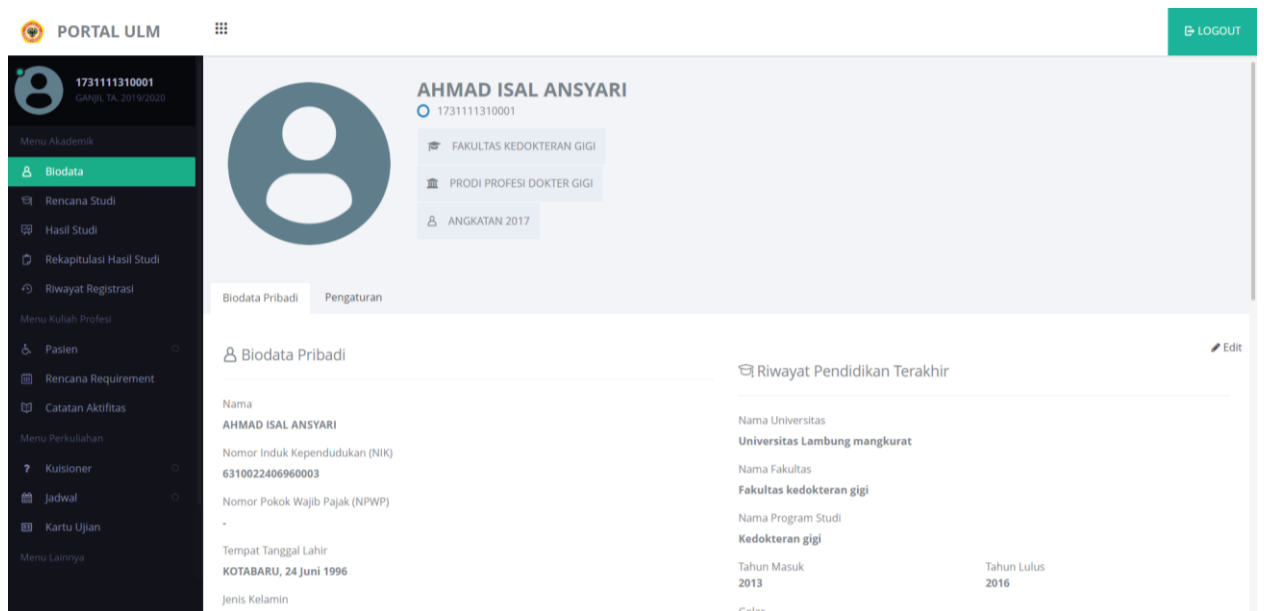 PORTAL ULM
LOGOUT
1731111310001
GANJIL TA. 2019/2020
Menu Akademik
Biodata
Rencana Studi
Hasil Studi
Rekapitulasi Hasil Studi
Riwayat Registrasi
Menu Kuliah Profesi
Pasien
Rencana Requirement
Catatan Aktifitas
Menu Perkuliahan
Kuisioner
Jadwal
Kartu Ujian
Menu Lainnya
AHMAD ISAL ANSYARI
1731111310001
FAKULTAS KEDOKTERAN GIGI
PRODI PROFESI DOKTER GIGI
ANGKATAN 2017
Biodata Pribadi
Pengaturan
Edit
Biodata Pribadi
Nama
AHMAD ISAL ANSYARI
Nomor Induk Kependudukan (NIK)
6310022406960003
Nomor Pokok Wajib Pajak (NPWP)
-
Tempat Tanggal Lahir
KOTABARU, 24 Juni 1996
Jenis Kelamin
Riwayat Pendidikan Terakhir
Nama Universitas
Universitas Lambung mangkurat
Nama Fakultas
Fakultas kedokteran gigi
Nama Program Studi
Kedokteran gigi
Tahun Masuk Tahun Lulus
2013 2016